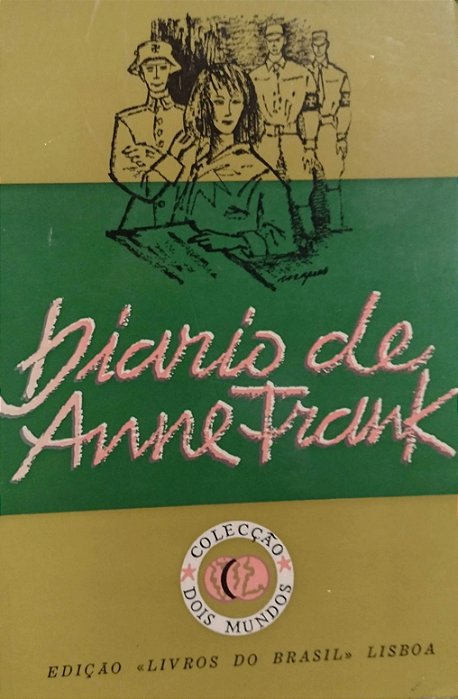 Diario de
Anne Frank
COLECÇÃO
DOIS MUNDOS
EDIÇÃO «LIVROS DO BRASIL» LISBOA